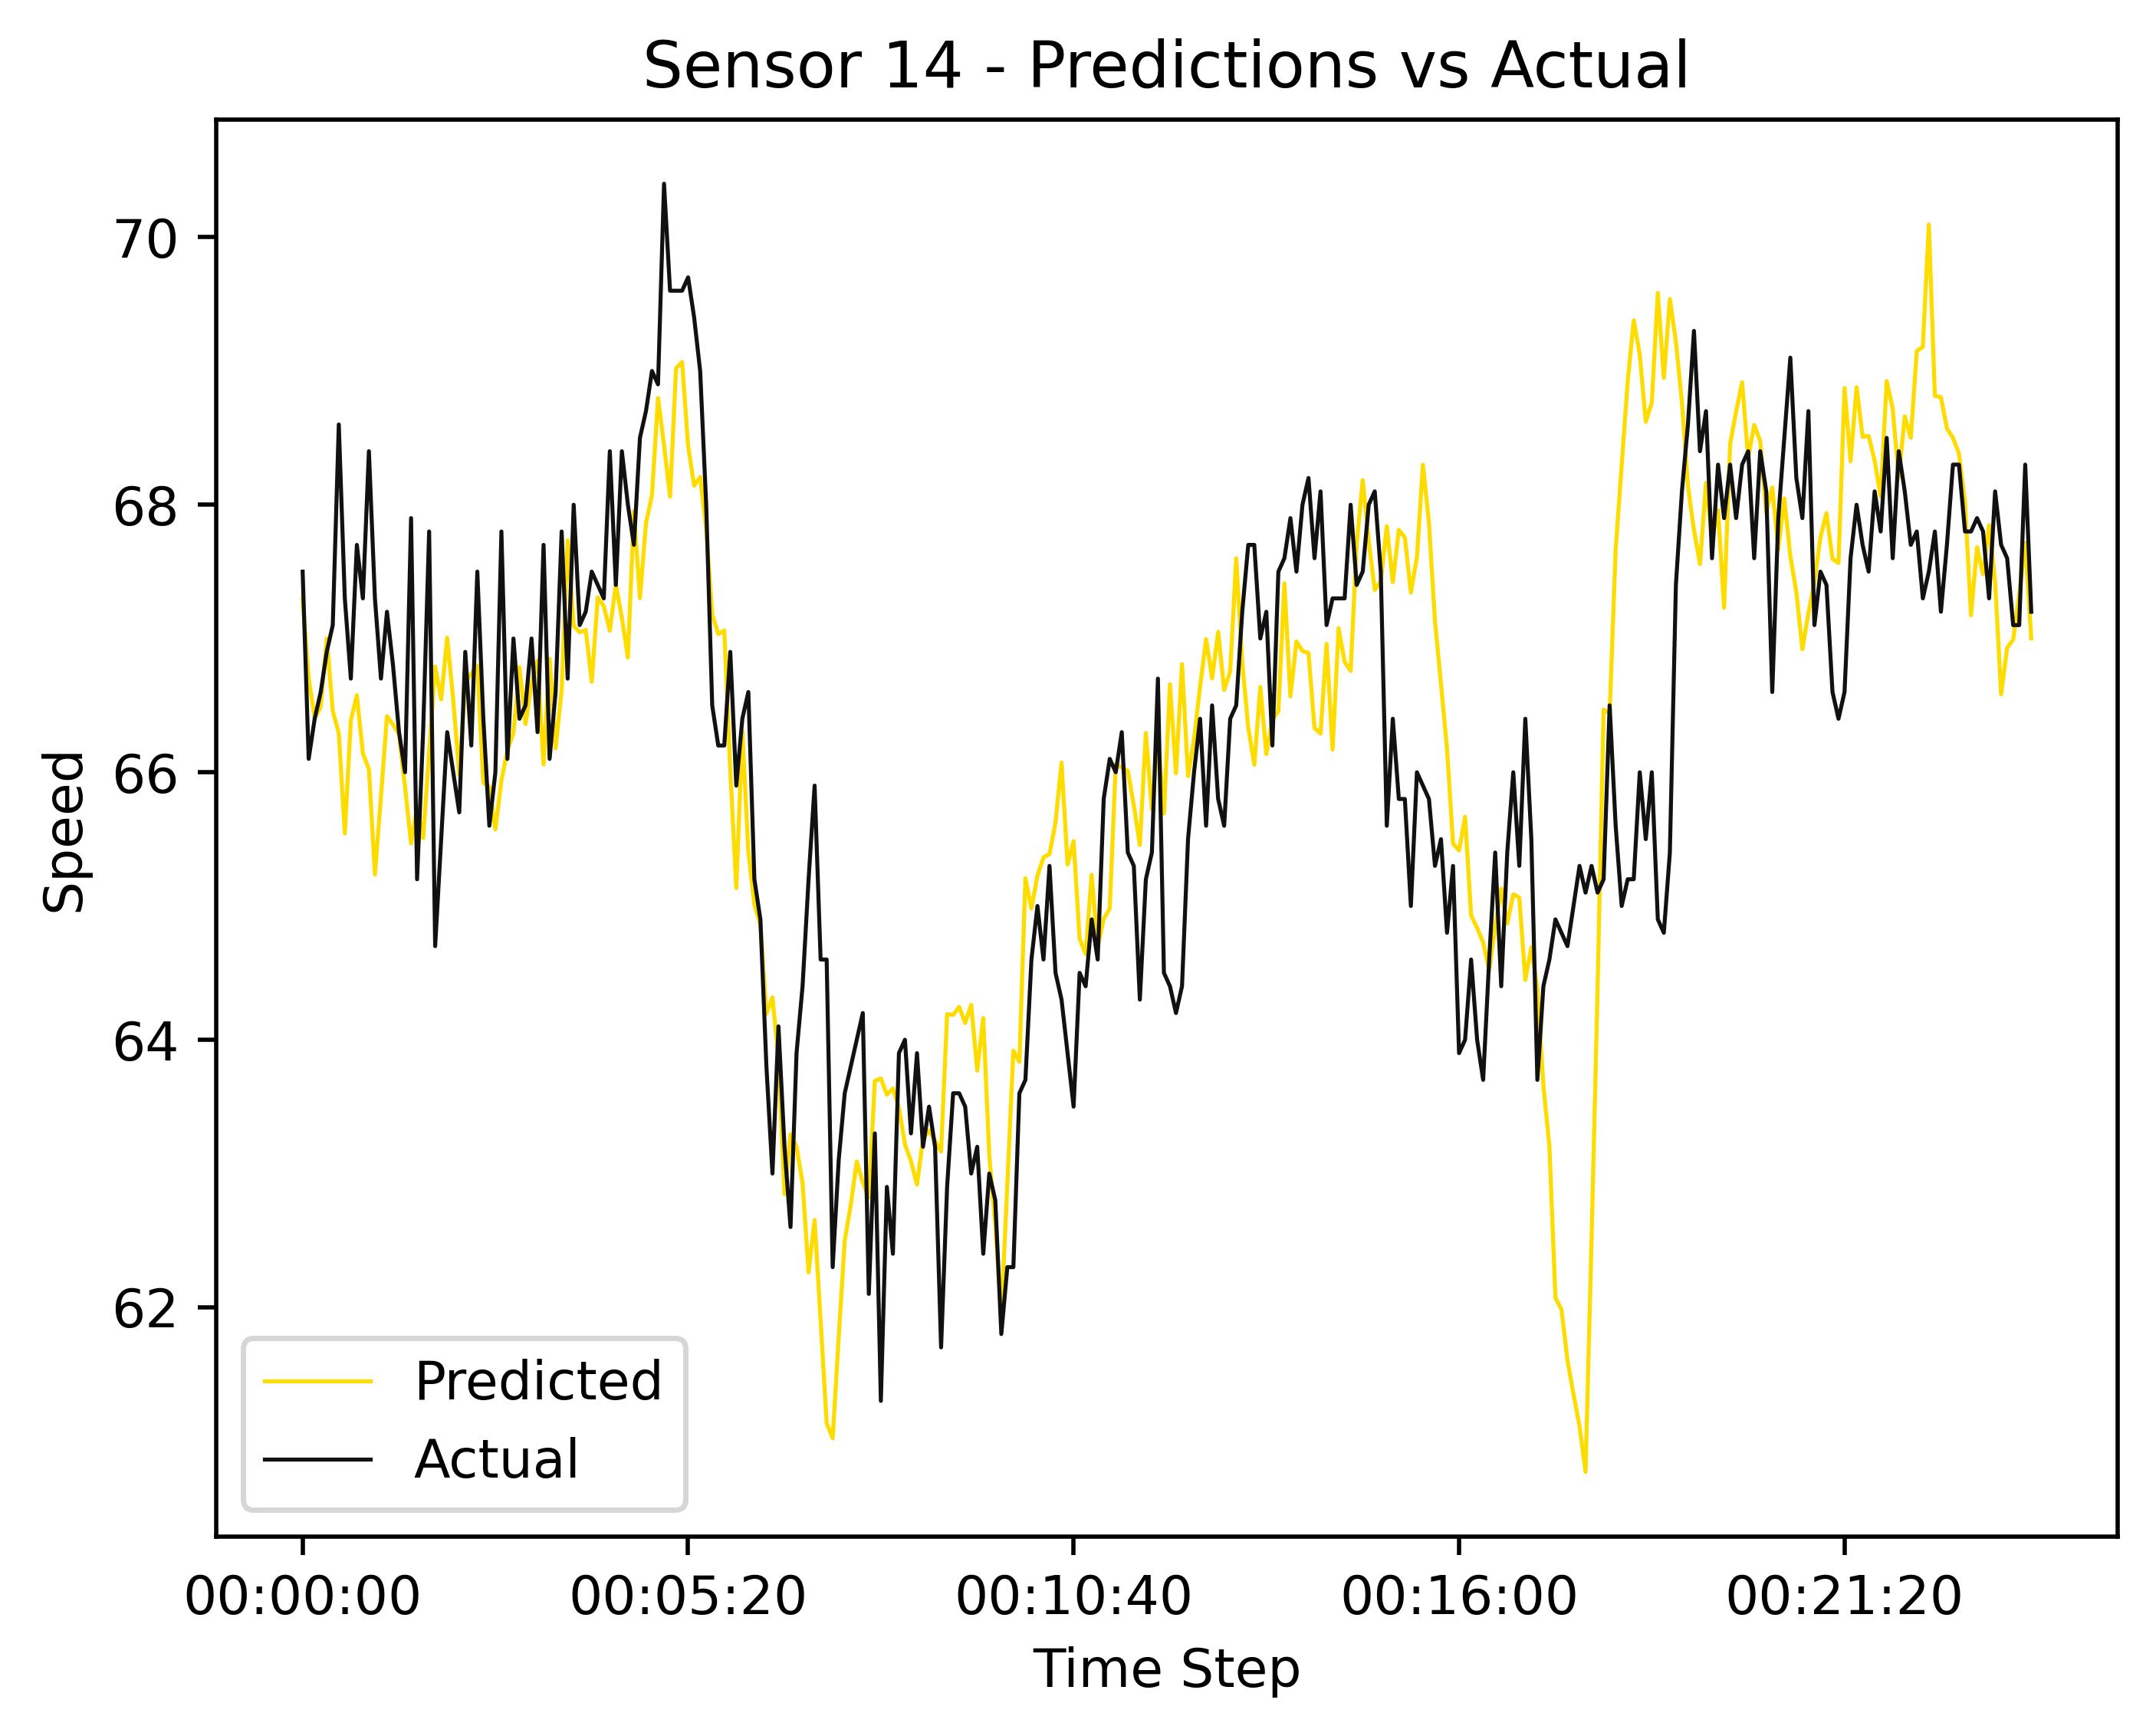 Sensor 14 - Predictions vs Actual
70
68
66
64
62
Speed
Predicted
Actual
00:00:00 00:05:20 00:10:40 00:16:00 00:21:20
Time Step